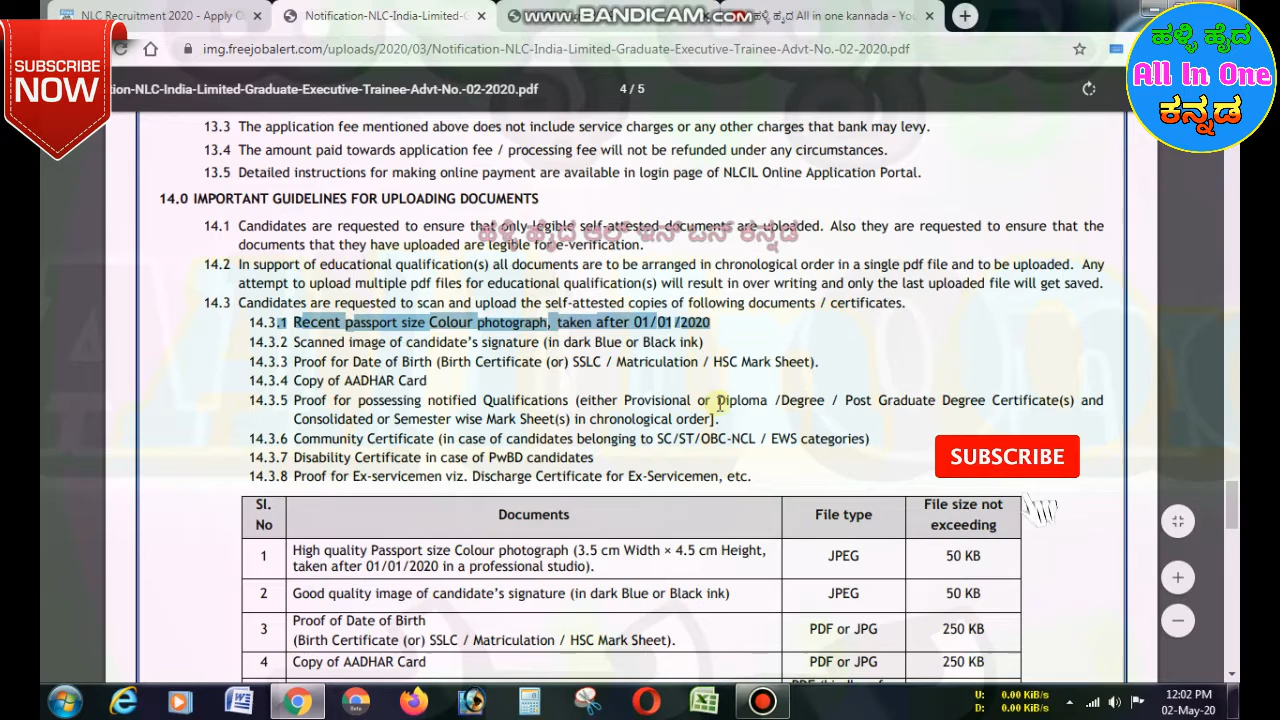 NLC Recruitment 2020 - Apply C
Notification-NLC-India-Limited-G
www.BANDICAM.com
ಹಳ್ಳಿ ಹೈದ All in one kannada - You
img.freejobalert.com/uploads/2020/03/Notification-NLC-India-Limited-Graduate-Executive-Trainee-Advt-No.-02-2020.pdf
SUBSCRIBE
NOW
ಹಳ್ಳಿ ಹೈದ
All In One
ಕನ್ನಡ
ion-NLC-India-Limited-Graduate-Executive-Trainee-Advt-No.-02-2020.pdf
4 / 5
13.3 The application fee mentioned above does not include service charges or any other charges that bank may levy.
13.4 The amount paid towards application fee / processing fee will not be refunded under any circumstances.
13.5 Detailed instructions for making online payment are available in login page of NLCIL Online Application Portal.
14.0 IMPORTANT GUIDELINES FOR UPLOADING DOCUMENTS
14.1 Candidates are requested to ensure that only legible self-attested documents are uploaded. Also they are requested to ensure that the
documents that they have uploaded are legible for e-verification.
ಹಳ್ಳಿ ಹೈದ ಆಲ್ ಇನ್ ಒನ್ ಕನ್ನಡ
14.2 In support of educational qualification(s) all documents are to be arranged in chronological order in a single pdf file and to be uploaded. Any
attempt to upload multiple pdf files for educational qualification(s) will result in over writing and only the last uploaded file will get saved.
14.3 Candidates are requested to scan and upload the self-attested copies of following documents / certificates.
14.3.1 Recent passport size Colour photograph, taken after 01/01/2020
14.3.2 Scanned image of candidate's signature (in dark Blue or Black ink)
14.3.3 Proof for Date of Birth (Birth Certificate (or) SSLC / Matriculation / HSC Mark Sheet).
14.3.4 Copy of AADHAR Card
14.3.5 Proof for possessing notified Qualifications (either Provisional or Diploma /Degree / Post Graduate Degree Certificate(s) and
Consolidated or Semester wise Mark Sheet(s) in chronological order].
14.3.6 Community Certificate (in case of candidates belonging to SC/ST/OBC-NCL / EWS categories)
14.3.7 Disability Certificate in case of PwBD candidates
14.3.8 Proof for Ex-servicemen viz. Discharge Certificate for Ex-Servicemen, etc.
SUBSCRIBE
Sl. No Documents File type File size not exceeding
1 High quality Passport size Colour photograph (3.5 cm Width × 4.5 cm Height,
taken after 01/01/2020 in a professional studio). JPEG 50 KB
2 Good quality image of candidate's signature (in dark Blue or Black ink) JPEG 50 KB
3 Proof of Date of Birth
(Birth Certificate (or) SSLC / Matriculation / HSC Mark Sheet). PDF or JPG 250 KB
4 Copy of AADHAR Card PDF or JPG 250 KB
U: 0.00 KiB/s
D: 0.00 KiB/s
12:02 PM
02-May-20